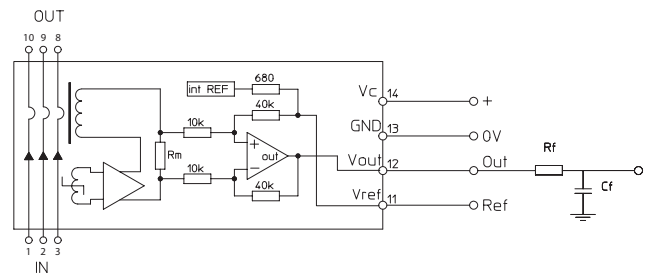 OUT
10 9 8
680
int REF
Vc 14 +
40k
10k
GND 13 0V
Rm
+
out
-
Vout 12 Out Rf
10k
Cf
40k
Vref 11 Ref
1 2 3
IN